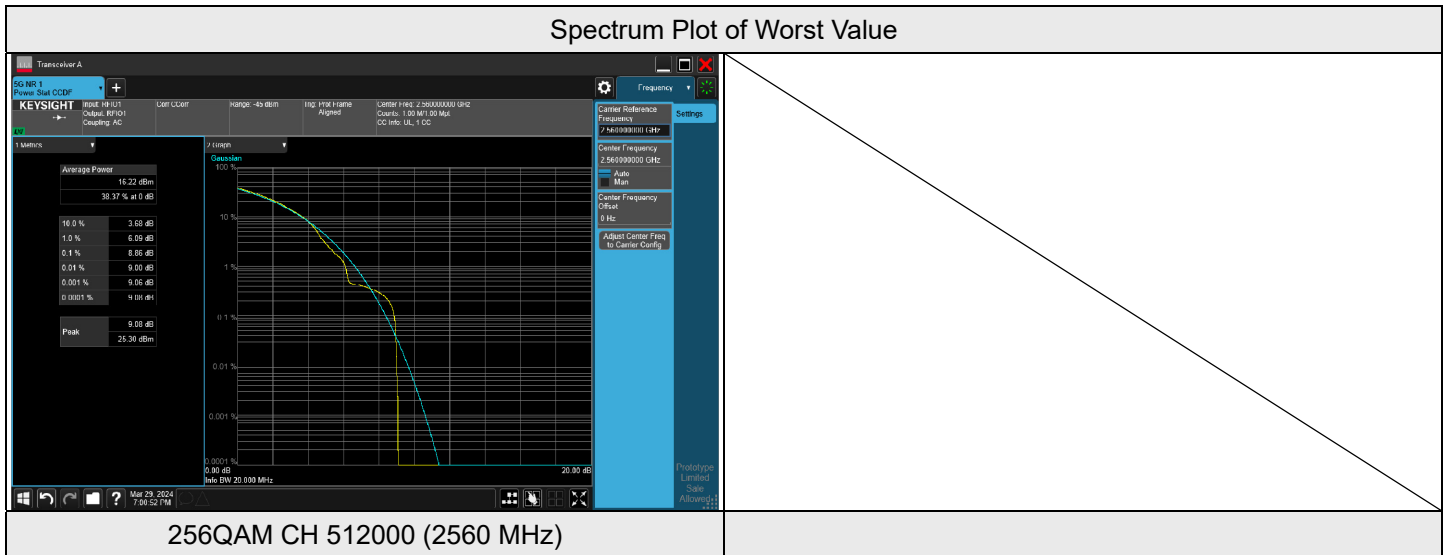 Spectrum Plot of Worst Value
Transceiver A
5G NR 1
Power Stat CCDF
+
Frequency
KEYSIGHT
Input: RFIO1
Output: RFIO1
Coupling: AC
Corr CCorr
Range: -45 dBm
Trig: Prot Frame
Aligned
Center Freq: 2.560000000 GHz
Counts: 1.00 M/1.00 Mpt
CC Info: UL, 1 CC
1 Metrics
Average Power
16.22 dBm
38.37 % at 0 dB
10.0 % 3.68 dB
1.0 % 6.09 dB
0.1 % 8.86 dB
0.01 % 9.00 dB
0.001 % 9.06 dB
0.0001 % 9.08 dB
Peak 9.08 dB
25.30 dBm
2 Graph
Gaussian
100 %
10 %
1 %
0.1 %
0.01 %
0.001 %
0.0001 %
0.00 dB 20.00 dB
Info BW 20.000 MHz
Carrier Reference
Frequency
2.560000000 GHz
Center Frequency
2.560000000 GHz
Auto
Man
Center Frequency
Offset
0 Hz
Adjust Center Freq
to Carrier Config
Settings
Prototype
Limited
Sale
Allowed
?
Mar 29, 2024
7:00:52 PM
256QAM CH 512000 (2560 MHz)